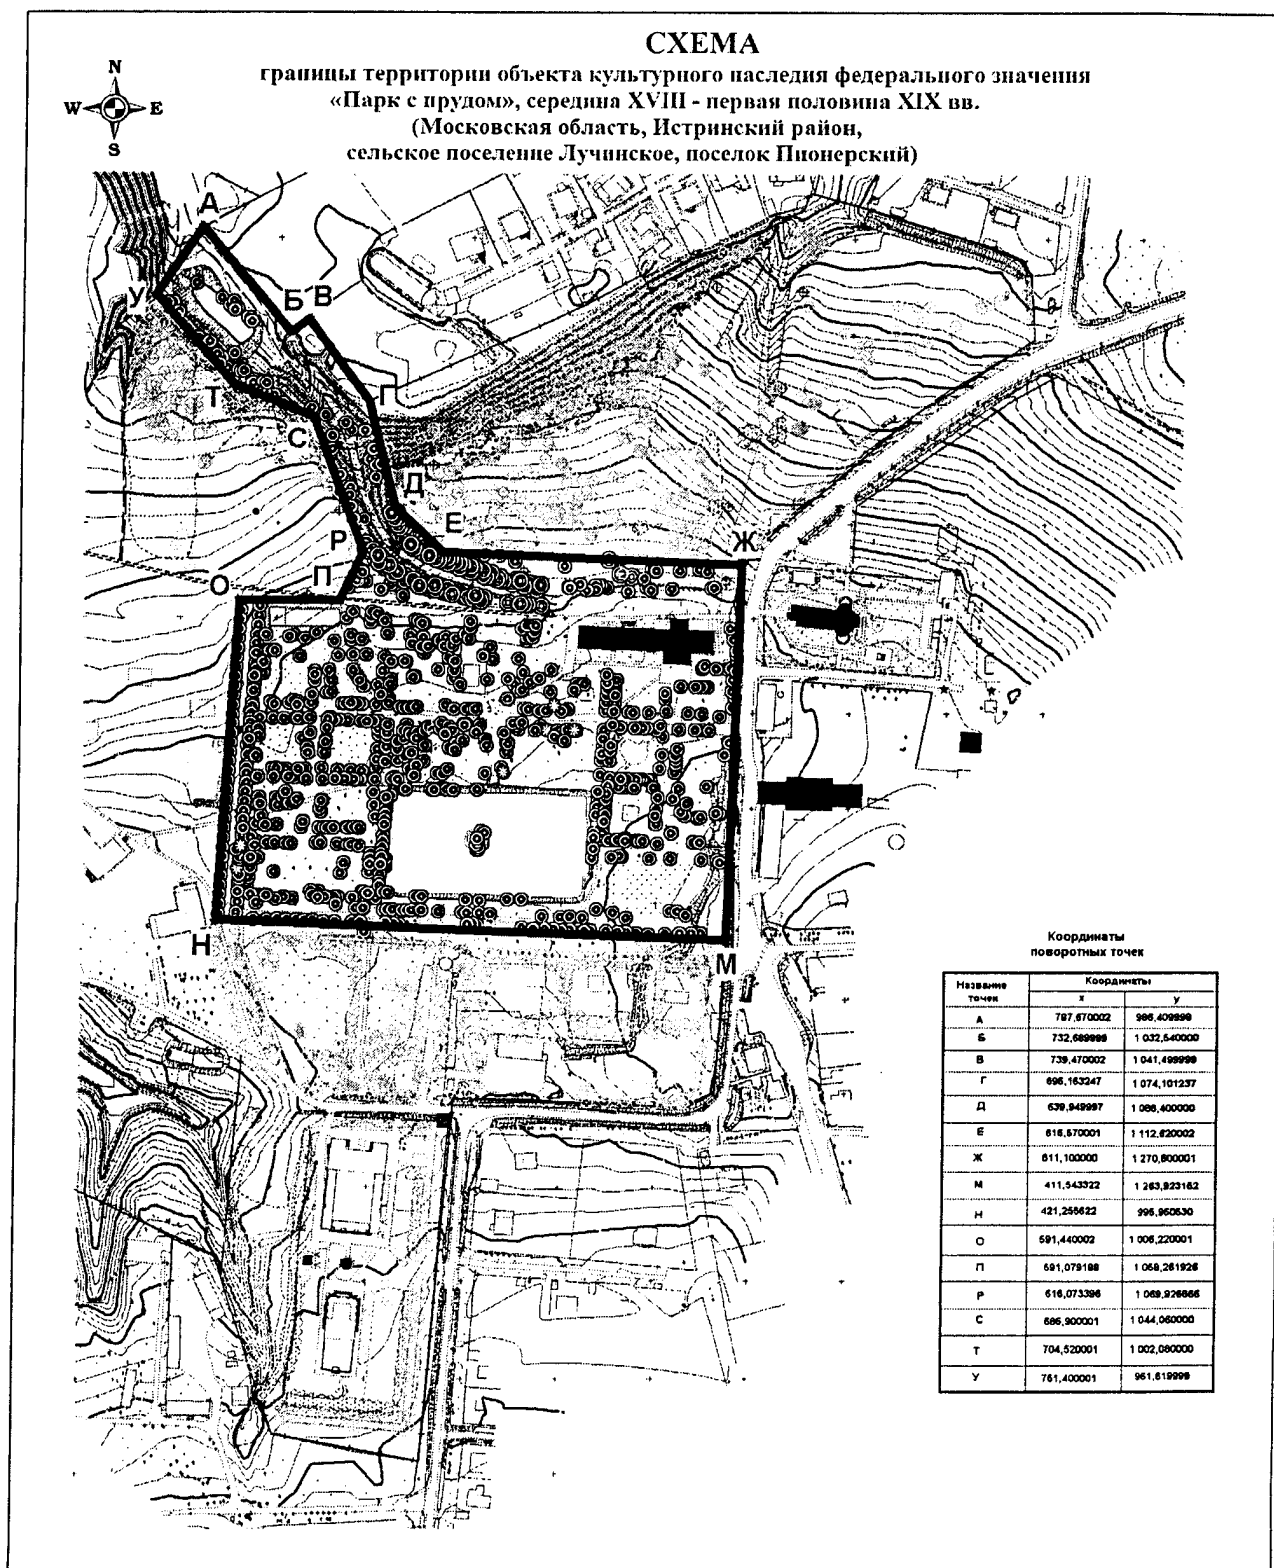 СХЕМА
границы территории объекта культурного наследия федерального значения
«Парк с прудом», середина XVIII - первая половина XIX вв.
(Московская область, Истринский район,
сельское поселение Лучинское, поселок Пионерский)
N
W E
S
А
У
Б В
Т
Г
С
Д
Р
Е
Ж
О
П
Н
М
Координаты
поворотных точек
Название точек Координаты
x y
А 787,670002 986,409999
Б 732,689999 1 032,540000
В 739,470002 1 041,499999
Г 696,163247 1 074,101237
Д 639,949997 1 086,400000
Е 616,570001 1 112,620002
Ж 611,100000 1 270,800001
М 411,543322 1 263,923162
Н 421,256622 995,950530
О 591,440002 1 006,220001
П 591,079188 1 058,261926
Р 616,073396 1 069,926666
С 686,900001 1 044,060000
Т 704,520001 1 002,080000
У 751,400001 961,619999